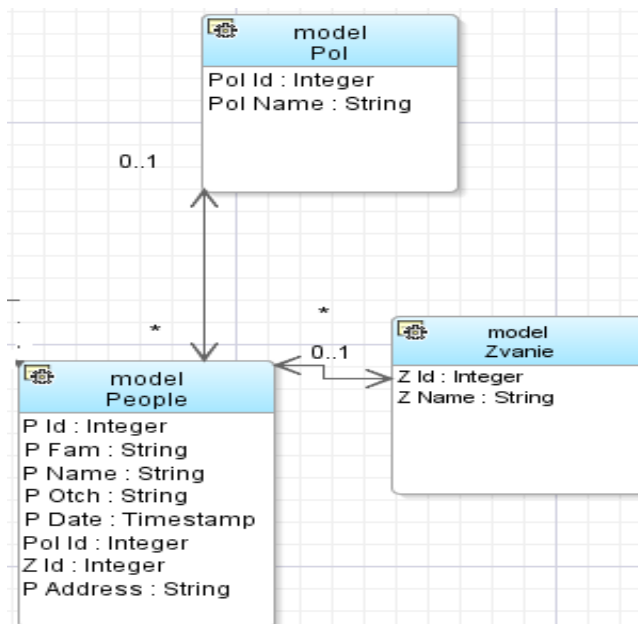 model
Pol
Pol Id : Integer
Pol Name : String
0..1
*
*
0..1
model
Zvanie
Z Id : Integer
Z Name : String
model
People
P Id : Integer
P Fam : String
P Name : String
P Otch : String
P Date : Timestamp
Pol Id : Integer
Z Id : Integer
P Address : String